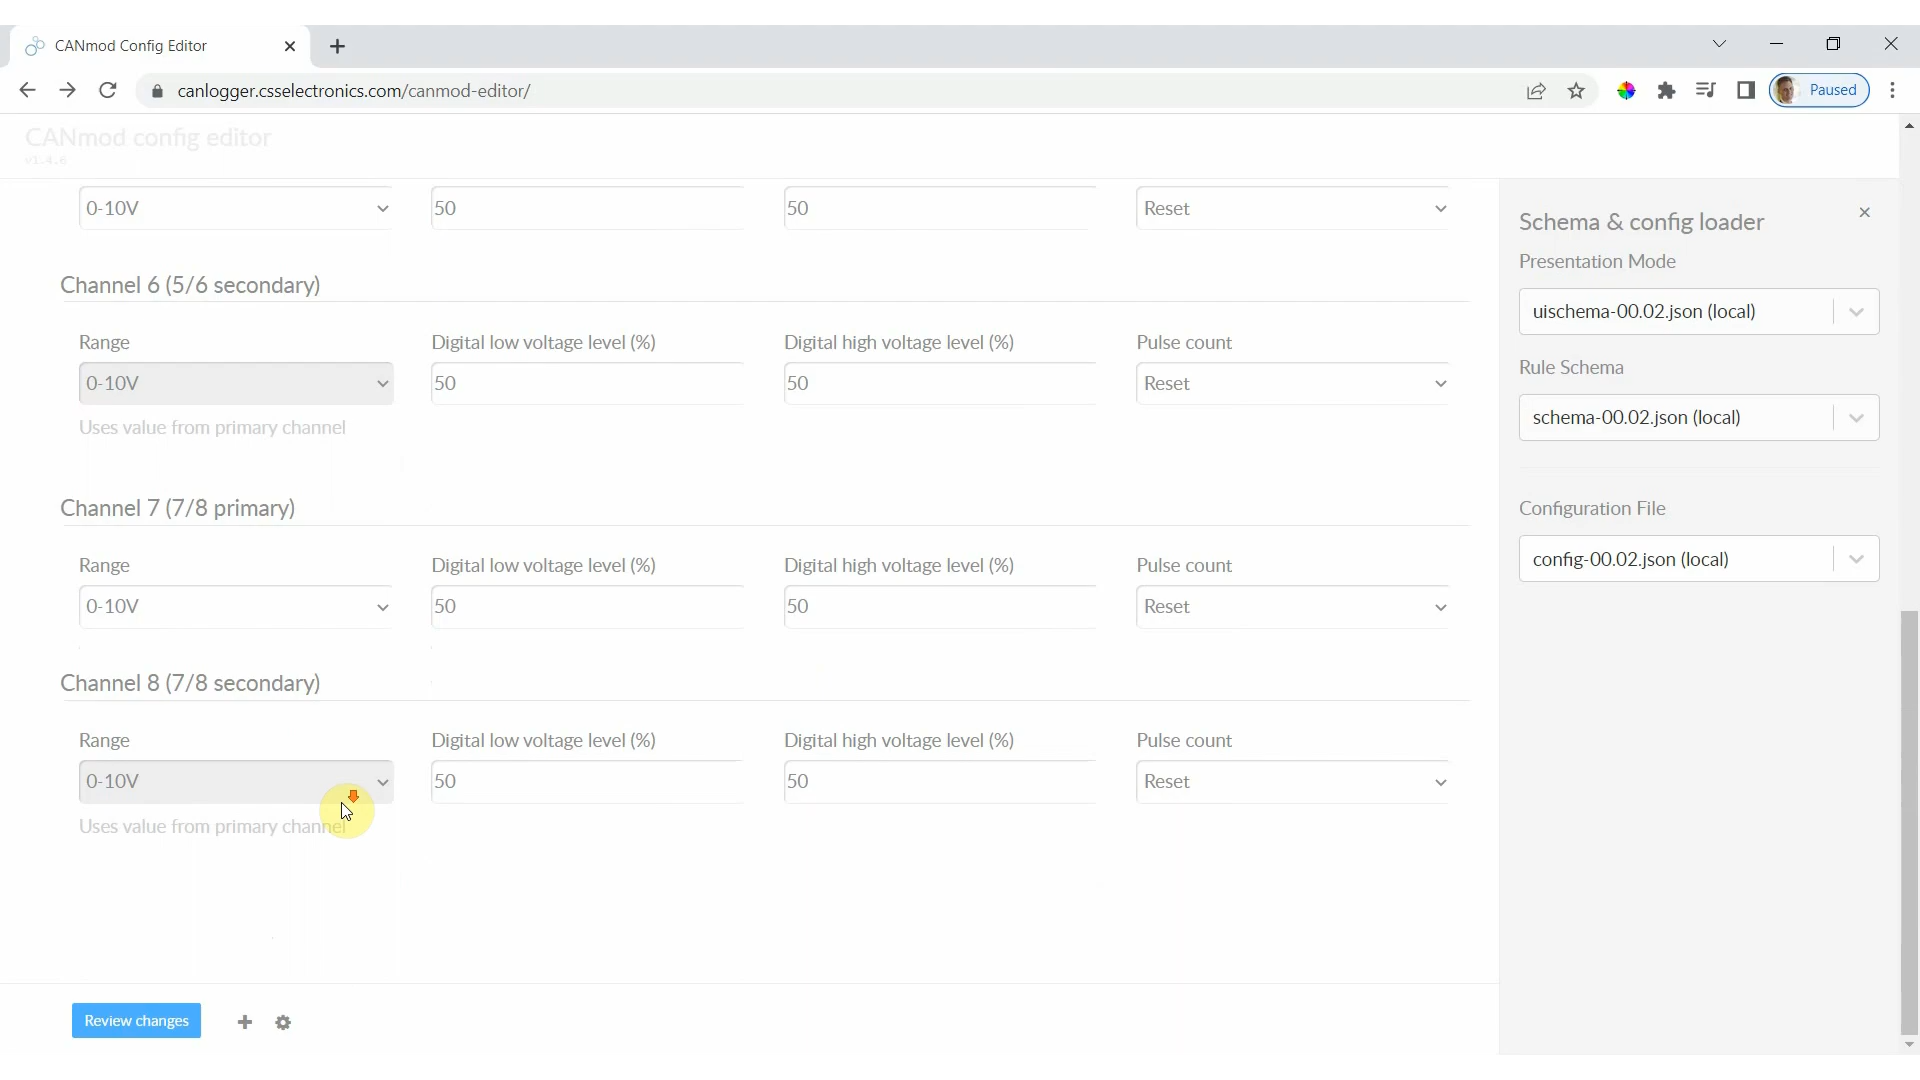 CANmod Config Editor
canlogger.csselectronics.com/canmod-editor/
Paused
CANmod config editor
v1.4.6
0-10V 50 50 Reset
Channel 6 (5/6 secondary)
Range Digital low voltage level (%) Digital high voltage level (%) Pulse count
0-10V 50 50 Reset
Uses value from primary channel
Channel 7 (7/8 primary)
Range Digital low voltage level (%) Digital high voltage level (%) Pulse count
0-10V 50 50 Reset
Channel 8 (7/8 secondary)
Range Digital low voltage level (%) Digital high voltage level (%) Pulse count
0-10V 50 50 Reset
Uses value from primary channel
Review changes
Schema & config loader
Presentation Mode
uischema-00.02.json (local)
Rule Schema
schema-00.02.json (local)
Configuration File
config-00.02.json (local)